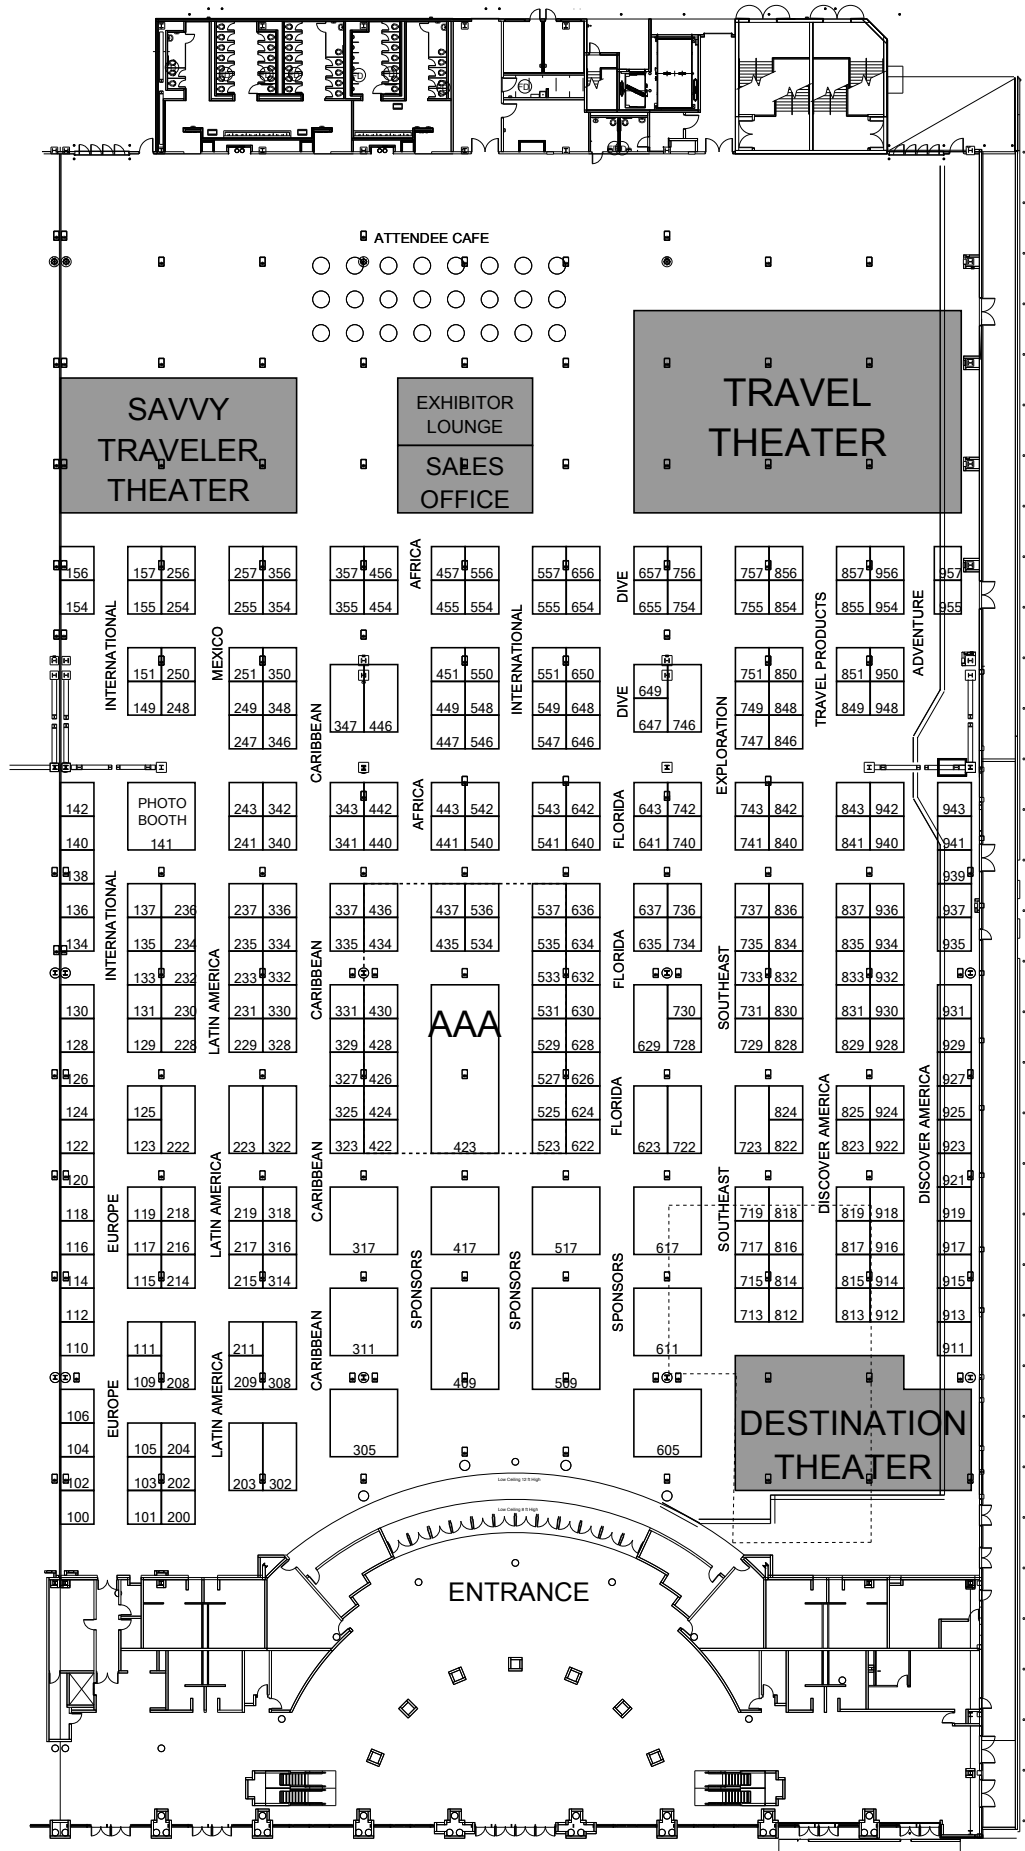 ATTENDEE CAFE
SAVVY
TRAVELER
THEATER
EXHIBITOR
LOUNGE
SALES
OFFICE
TRAVEL
THEATER
156 157 256 257 356 357 456 457 556 557 656 657 756 757 856 857 956 957
154 155 254 255 354 355 454 455 554 555 654 655 754 755 854 855 954 955
AFRICA
DIVE
INTERNATIONAL
MEXICO
INTERNATIONAL
TRAVEL PRODUCTS
ADVENTURE
151 250 251 350 451 550 551 650 649 751 850 851 950
149 248 249 348 347 446 449 548 549 648 647 746 749 848 849 948
247 346 447 546 547 646 747 846
CARIBBEAN
DIVE
EXPLORATION
142 PHOTO
BOOTH 243 342 343 442 443 542 543 642 643 742 743 842 843 942 943
140 141 241 340 341 440 441 540 541 640 641 740 741 840 841 940 941
AFRICA
FLORIDA
138 939
136 137 236 237 336 337 436 437 536 537 636 637 736 737 836 837 936 937
134 135 234 235 334 335 434 435 534 535 634 635 734 735 834 835 934 935
133 232 233 332 533 632 733 832 833 932
INTERNATIONAL
LATIN AMERICA
CARIBBEAN
FLORIDA
SOUTHEAST
130 131 230 231 330 331 430 AAA 531 630 730 731 830 831 930 931
128 129 228 229 328 329 428 529 628 629 728 729 828 829 928 929
126 327 426 527 626 927
124 125 325 424 525 624 824 825 924 925
122 123 222 223 322 323 422 423 523 622 623 722 723 822 823 922 923
FLORIDA
DISCOVER AMERICA
DISCOVER AMERICA
120 921
118 119 218 219 318 719 818 819 918 919
116 117 216 217 316 317 417 517 617 717 816 817 916 917
114 115 214 215 314 715 814 815 914 915
112 713 812 813 912 913
EUROPE
LATIN AMERICA
CARIBBEAN
SPONSORS
SPONSORS
SPONSORS
SOUTHEAST
110 111 211 311 611 911
109 208 209 308 409 509
CARIBBEAN
106
104 105 204 305 605
102 103 202 203 302
100 101 200
EUROPE
LATIN AMERICA
DESTINATION
THEATER
Low Ceiling 12 ft High
Low Ceiling 8 ft High
ENTRANCE